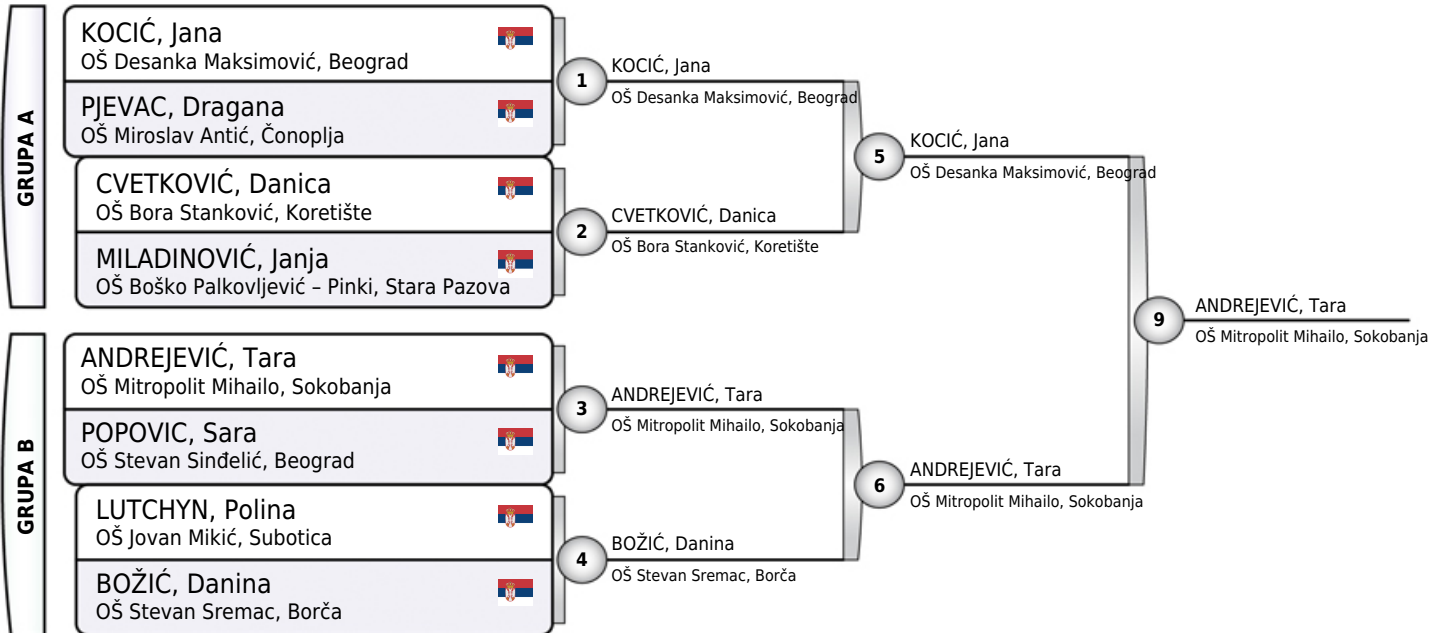 GRUPA A
KOCIĆ, Jana
OŠ Desanka Maksimović, Beograd
PJEVAC, Dragana
OŠ Miroslav Antić, Čonoplja
CVETKOVIĆ, Danica
OŠ Bora Stanković, Koretište
MILADINOVIĆ, Janja
OŠ Boško Palkovljević – Pinki, Stara Pazova
GRUPA B
ANDREJEVIĆ, Tara
OŠ Mitropolit Mihailo, Sokobanja
POPOVIC, Sara
OŠ Stevan Sinđelić, Beograd
LUTCHYN, Polina
OŠ Jovan Mikić, Subotica
BOŽIĆ, Danina
OŠ Stevan Sremac, Borča
1
KOCIĆ, Jana
OŠ Desanka Maksimović, Beograd
2
CVETKOVIĆ, Danica
OŠ Bora Stanković, Koretište
3
ANDREJEVIĆ, Tara
OŠ Mitropolit Mihailo, Sokobanja
4
BOŽIĆ, Danina
OŠ Stevan Sremac, Borča
5
KOCIĆ, Jana
OŠ Desanka Maksimović, Beograd
6
ANDREJEVIĆ, Tara
OŠ Mitropolit Mihailo, Sokobanja
9
ANDREJEVIĆ, Tara
OŠ Mitropolit Mihailo, Sokobanja